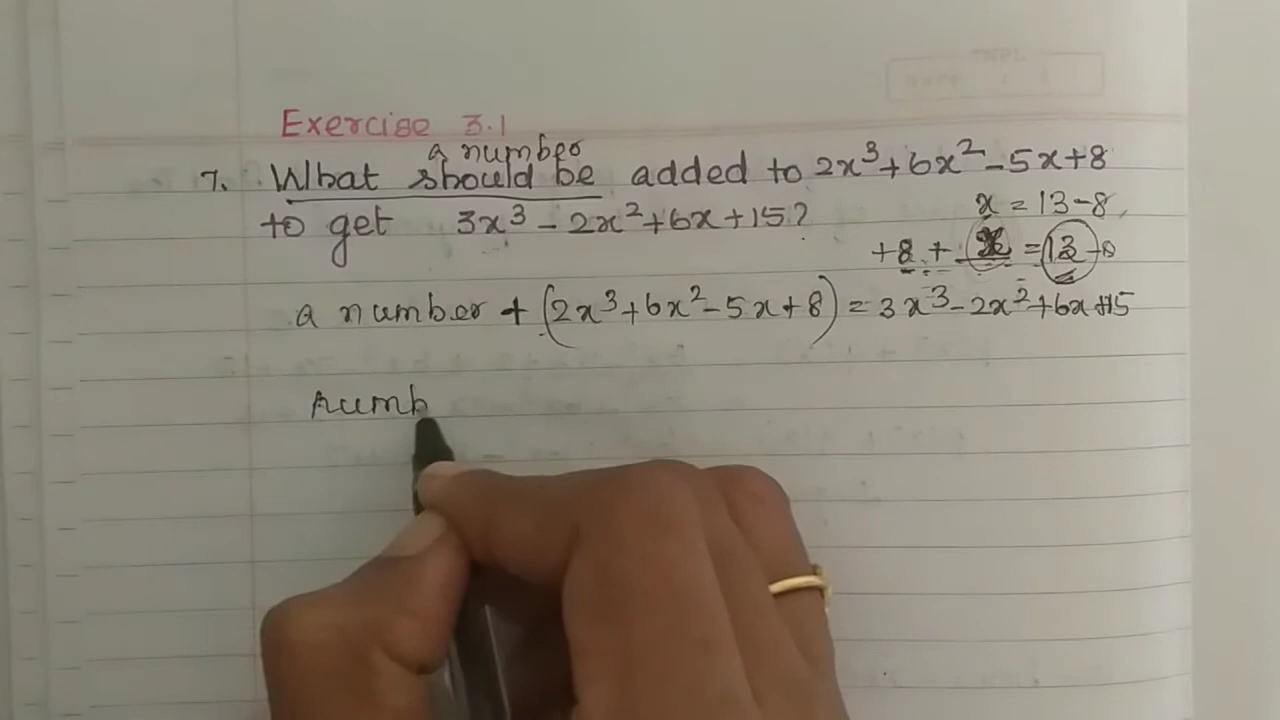 Exercise 3.1
a number
7. What should be added to 2x³+6x²-5x+8
to get 3x³-2x²+6x+15?
x = 13-8
+8 + x = 13-8
a number + (2x³+6x²-5x+8) = 3x³-2x²+6x+15
numb